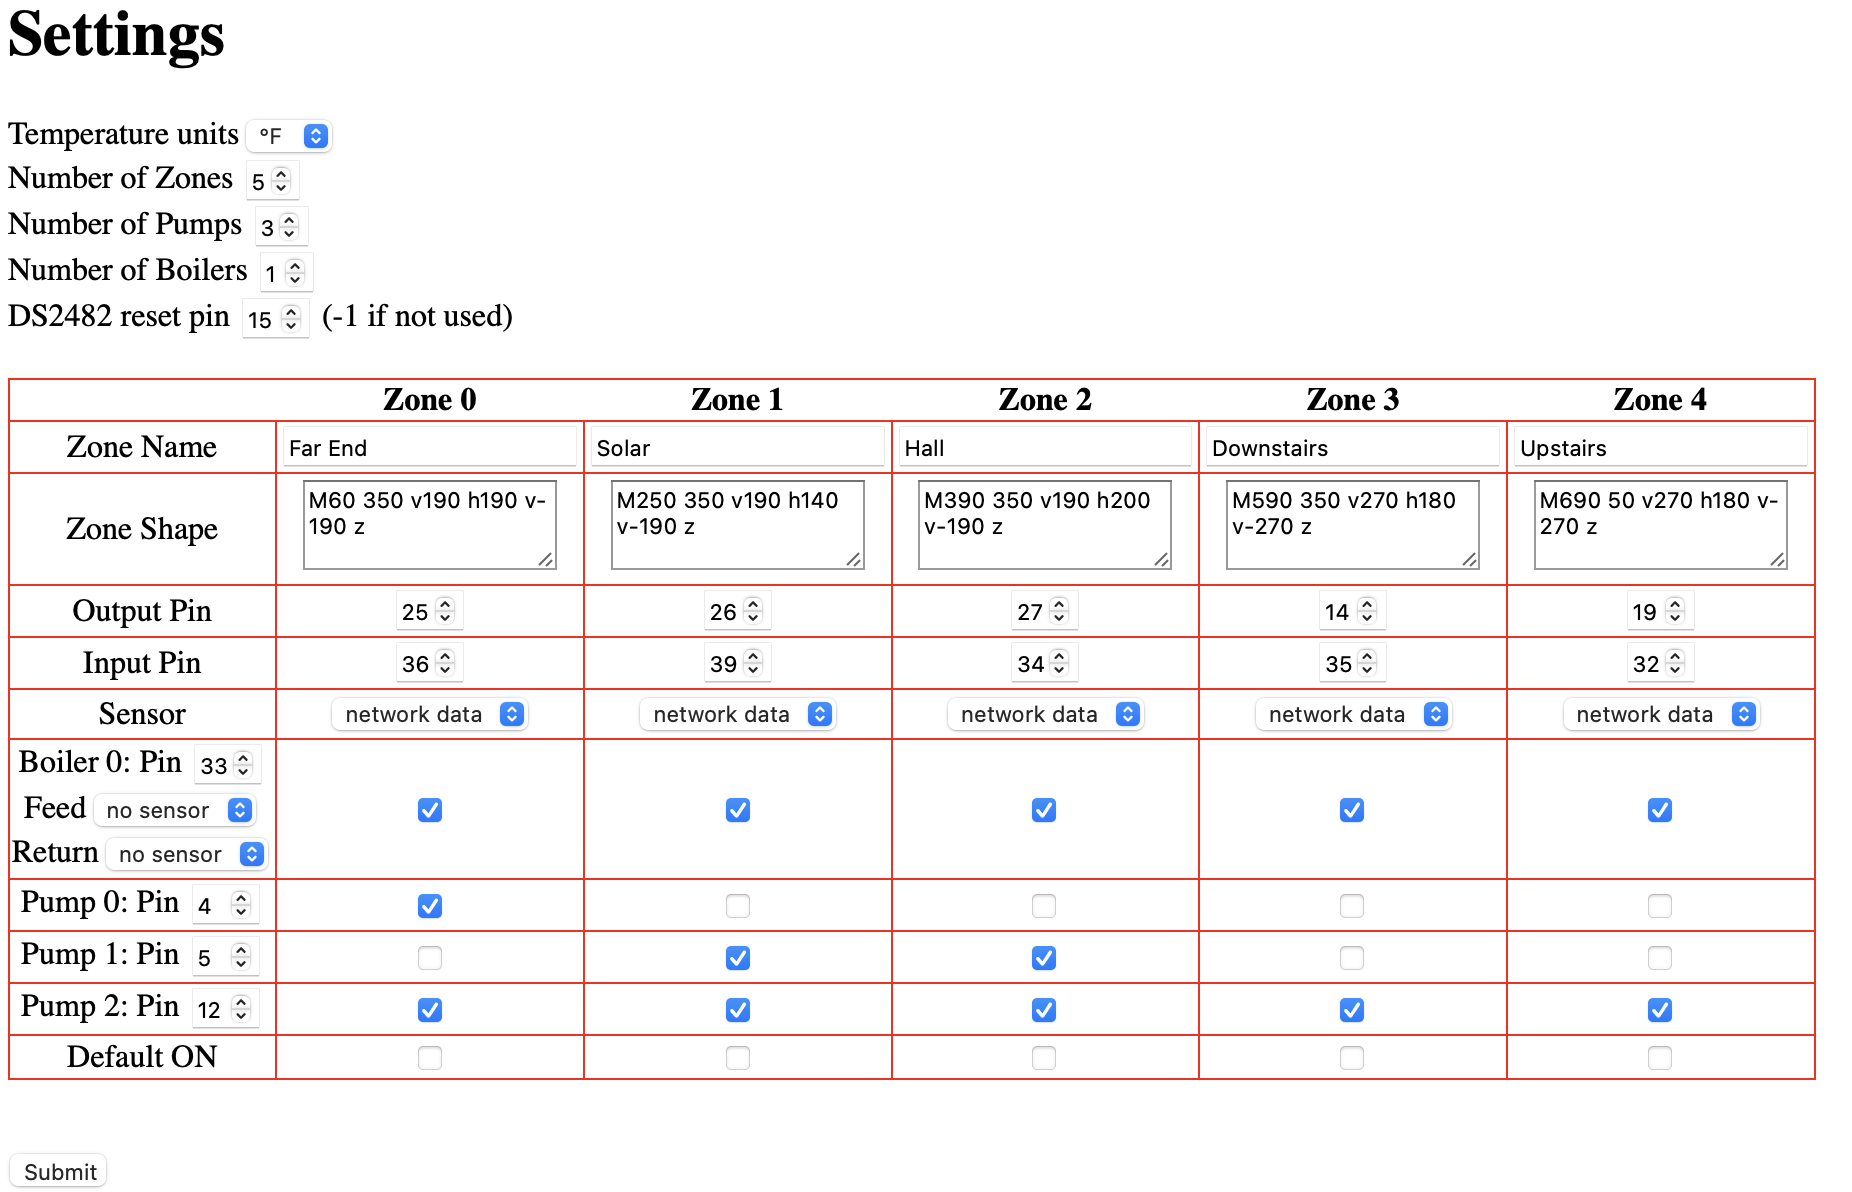 Settings
Temperature units °F
Number of Zones 5
Number of Pumps 3
Number of Boilers 1
DS2482 reset pin 15 (-1 if not used)
Zone 0 Zone 1 Zone 2 Zone 3 Zone 4
Zone Name Far End Solar Hall Downstairs Upstairs
Zone Shape
M60 350 v190 h190 v-
190 z
M250 350 v190 h140
v-190 z
M390 350 v190 h200
v-190 z
M590 350 v270 h180
v-270 z
M690 50 v270 h180 v-
270 z
Output Pin 25 26 27 14 19
Input Pin 36 39 34 35 32
Sensor network data network data network data network data network data
Boiler 0: Pin 33
Feed no sensor
Return no sensor
Pump 0: Pin 4
Pump 1: Pin 5
Pump 2: Pin 12
Default ON
Submit